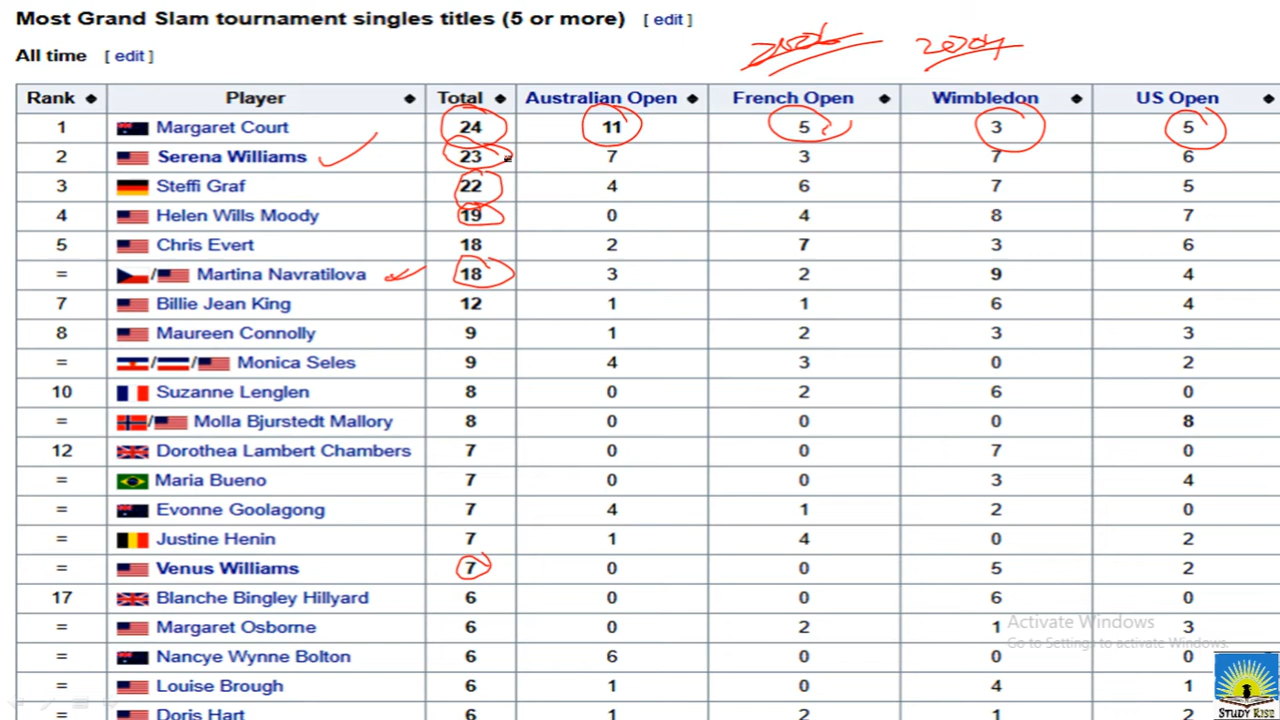 Most Grand Slam tournament singles titles (5 or more) [ edit ]
All time [ edit ]
Rank Player Total Australian Open French Open Wimbledon US Open
1 Margaret Court 24 11 5 3 5
2 Serena Williams 23 7 3 7 6
3 Steffi Graf 22 4 6 7 5
4 Helen Wills Moody 19 0 4 8 7
5 Chris Evert 18 2 7 3 6
= / Martina Navratilova 18 3 2 9 4
7 Billie Jean King 12 1 1 6 4
8 Maureen Connolly 9 1 2 3 3
= / / Monica Seles 9 4 3 0 2
10 Suzanne Lenglen 8 0 2 6 0
= / Molla Bjurstedt Mallory 8 0 0 0 8
12 Dorothea Lambert Chambers 7 0 0 7 0
= Maria Bueno 7 0 0 3 4
= Evonne Goolagong 7 4 1 2 0
= Justine Henin 7 1 4 0 2
= Venus Williams 7 0 0 5 2
17 Blanche Bingley Hillyard 6 0 0 6 0
= Margaret Osborne 6 0 2 1 3
= Nancye Wynne Bolton 6 6 0 0 0
= Louise Brough 6 1 0 4 1
= Doris Hart 6 1 2 1 2
Activate Windows
Go to Settings to activate Windows.
STUDY RISE